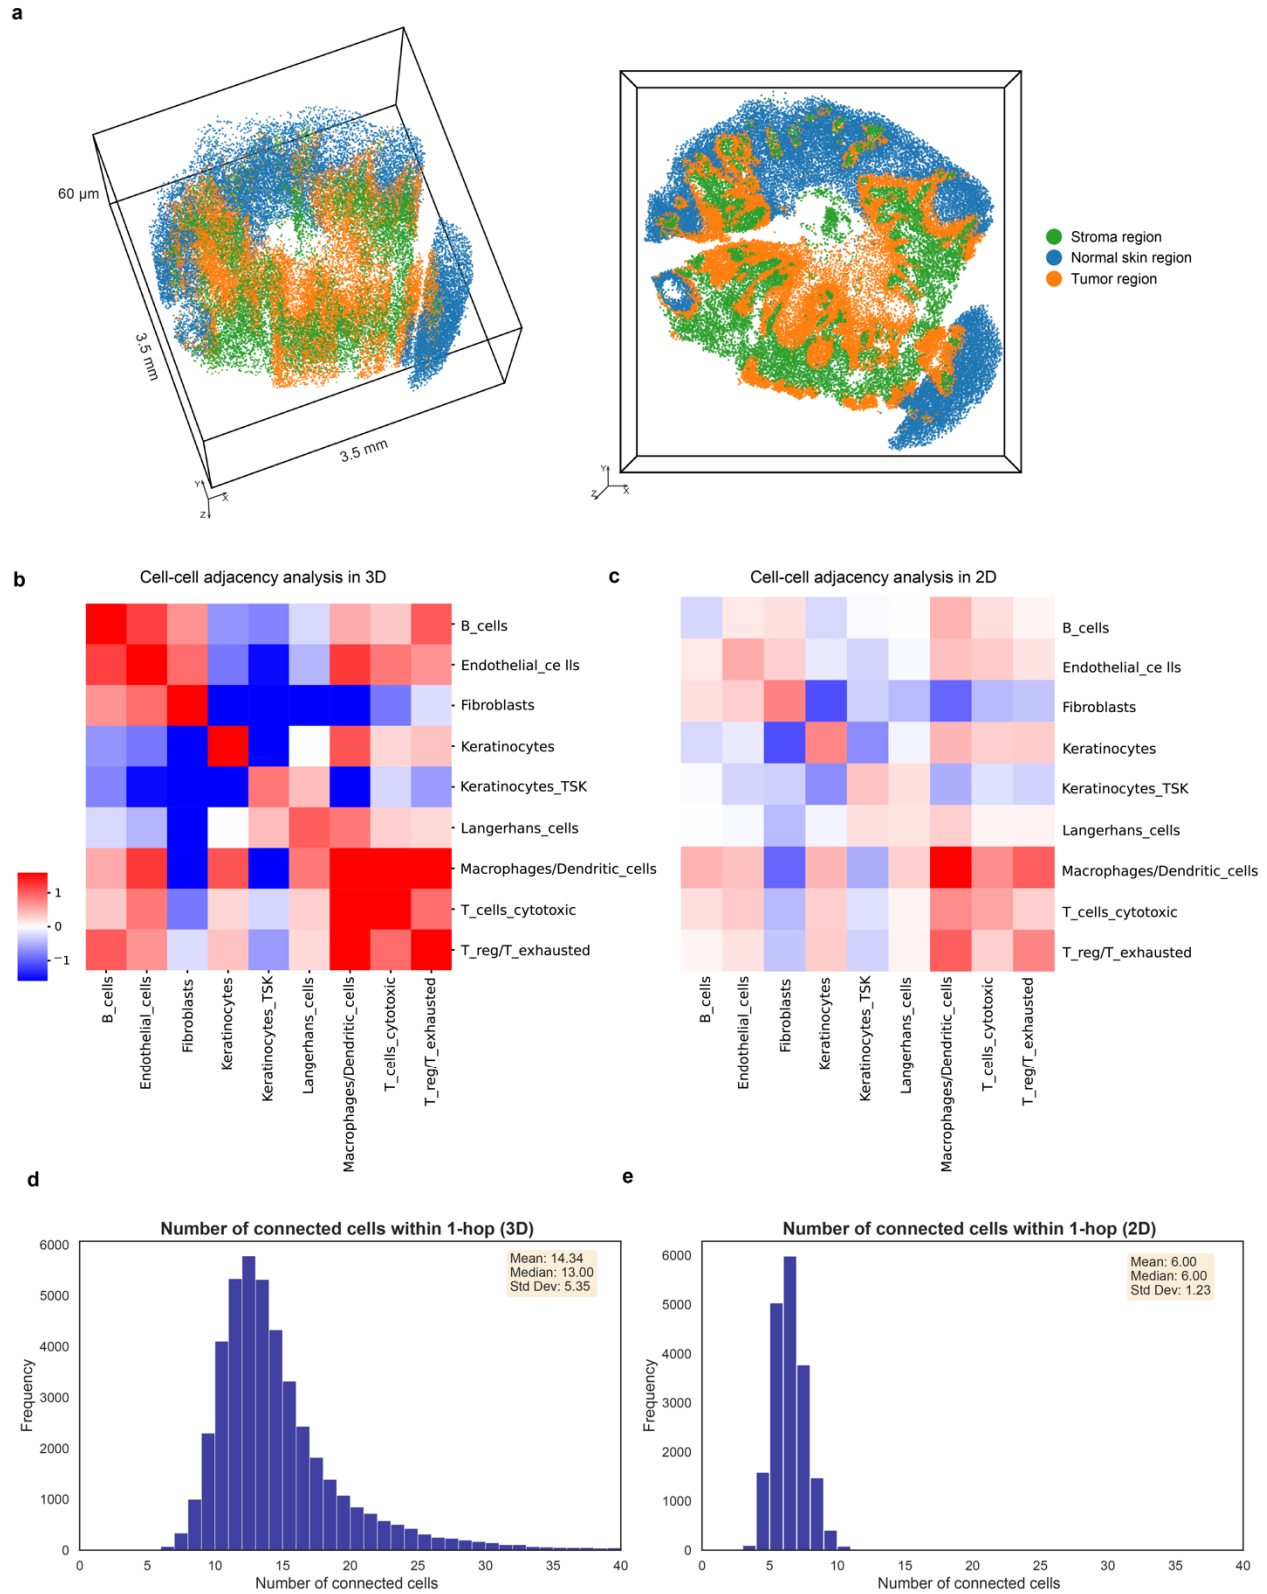 a
60 µm
3.5 mm
3.5 mm
Y
X
Z
Y
X
Z
Stroma region
Normal skin region
Tumor region
b
Cell-cell adjacency analysis in 3D
B_cells
Endothelial_ce lls
Fibroblasts
Keratinocytes
Keratinocytes_TSK
Langerhans_cells
Macrophages/Dendritic_cells
T_cells_cytotoxic
T_reg/T_exhausted
1
0
−1
B_cells
Endothelial_cells
Fibroblasts
Keratinocytes
Keratinocytes_TSK
Langerhans_cells
Macrophages/Dendritic_cells
T_cells_cytotoxic
T_reg/T_exhausted
c
Cell-cell adjacency analysis in 2D
B_cells
Endothelial_ce lls
Fibroblasts
Keratinocytes
Keratinocytes_TSK
Langerhans_cells
Macrophages/Dendritic_cells
T_cells_cytotoxic
T_reg/T_exhausted
B_cells
Endothelial_cells
Fibroblasts
Keratinocytes
Keratinocytes_TSK
Langerhans_cells
Macrophages/Dendritic_cells
T_cells_cytotoxic
T_reg/T_exhausted
d
Number of connected cells within 1-hop (3D)
Mean: 14.34
Median: 13.00
Std Dev: 5.35
Frequency
6000
5000
4000
3000
2000
1000
0
0 5 10 15 20 25 30 35 40
Number of connected cells
e
Number of connected cells within 1-hop (2D)
Mean: 6.00
Median: 6.00
Std Dev: 1.23
Frequency
6000
5000
4000
3000
2000
1000
0
0 5 10 15 20 25 30 35 40
Number of connected cells